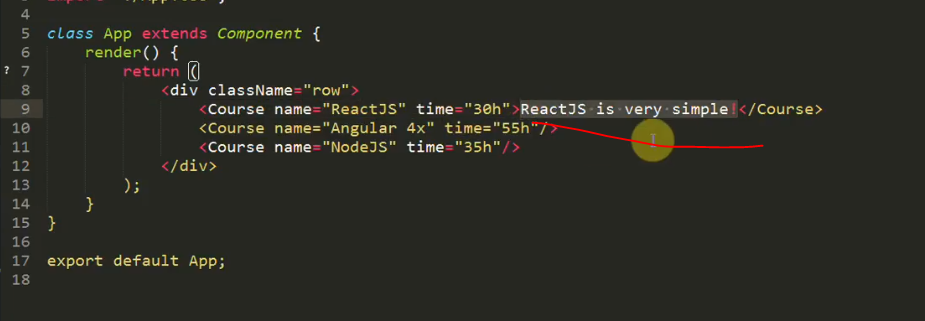 4
5 class App extends Component {
6 render() {
? 7 return (
8 <div className="row">
9 <Course name="ReactJS" time="30h">ReactJS is very simple!</Course>
10 <Course name="Angular 4x" time="55h"/>
11 <Course name="NodeJS" time="35h"/>
12 </div>
13 );
14 }
15 }
16
17 export default App;
18